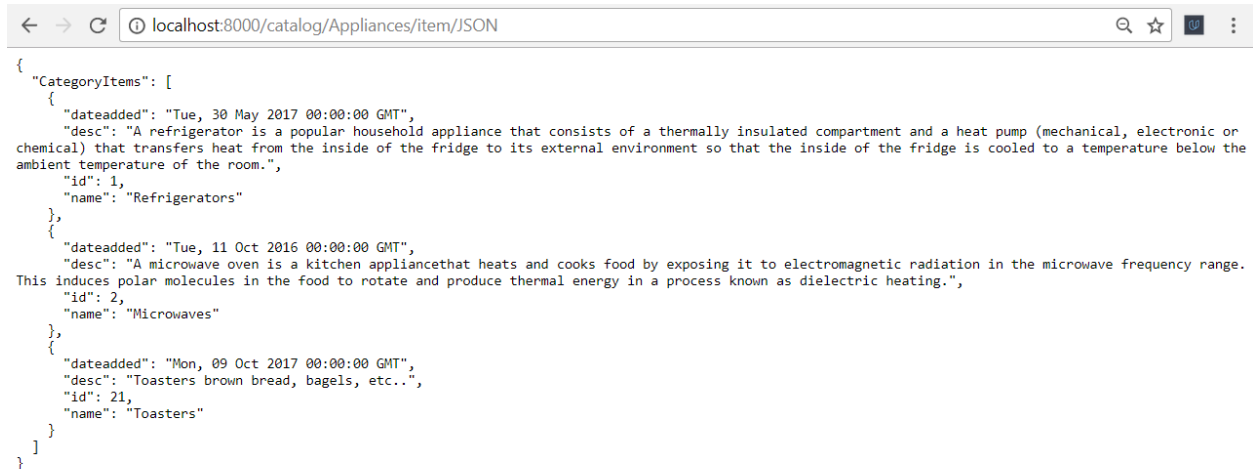 localhost:8000/catalog/Appliances/item/JSON
{
  "CategoryItems": [
    {
      "dateadded": "Tue, 30 May 2017 00:00:00 GMT",
      "desc": "A refrigerator is a popular household appliance that consists of a thermally insulated compartment and a heat pump (mechanical, electronic or
chemical) that transfers heat from the inside of the fridge to its external environment so that the inside of the fridge is cooled to a temperature below the
ambient temperature of the room.",
      "id": 1,
      "name": "Refrigerators"
    },
    {
      "dateadded": "Tue, 11 Oct 2016 00:00:00 GMT",
      "desc": "A microwave oven is a kitchen appliancethat heats and cooks food by exposing it to electromagnetic radiation in the microwave frequency range.
This induces polar molecules in the food to rotate and produce thermal energy in a process known as dielectric heating.",
      "id": 2,
      "name": "Microwaves"
    },
    {
      "dateadded": "Mon, 09 Oct 2017 00:00:00 GMT",
      "desc": "Toasters brown bread, bagels, etc..",
      "id": 21,
      "name": "Toasters"
    }
  ]
}